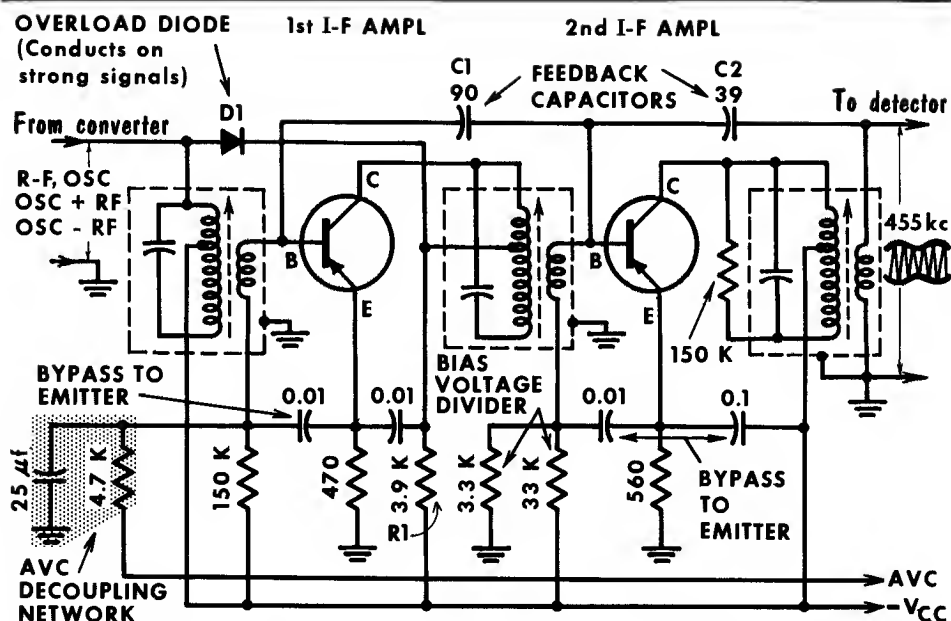 OVERLOAD DIODE
(Conducts on
strong signals)
1st I-F AMPL
2nd I-F AMPL
C1
90
FEEDBACK
CAPACITORS
C2
39
D1
From converter
To detector
R-F, OSC
OSC + RF
OSC - RF
C
B
E
C
B
E
455 kc
150 K
BYPASS TO
EMITTER
BIAS
VOLTAGE
DIVIDER
0.01
0.01
0.01
0.1
25 µf
4.7 K
150 K
470
3.9 K
R1
3.3 K
33 K
560
BYPASS
TO
EMITTER
AVC
DECOUPLING
NETWORK
AVC
-VCC